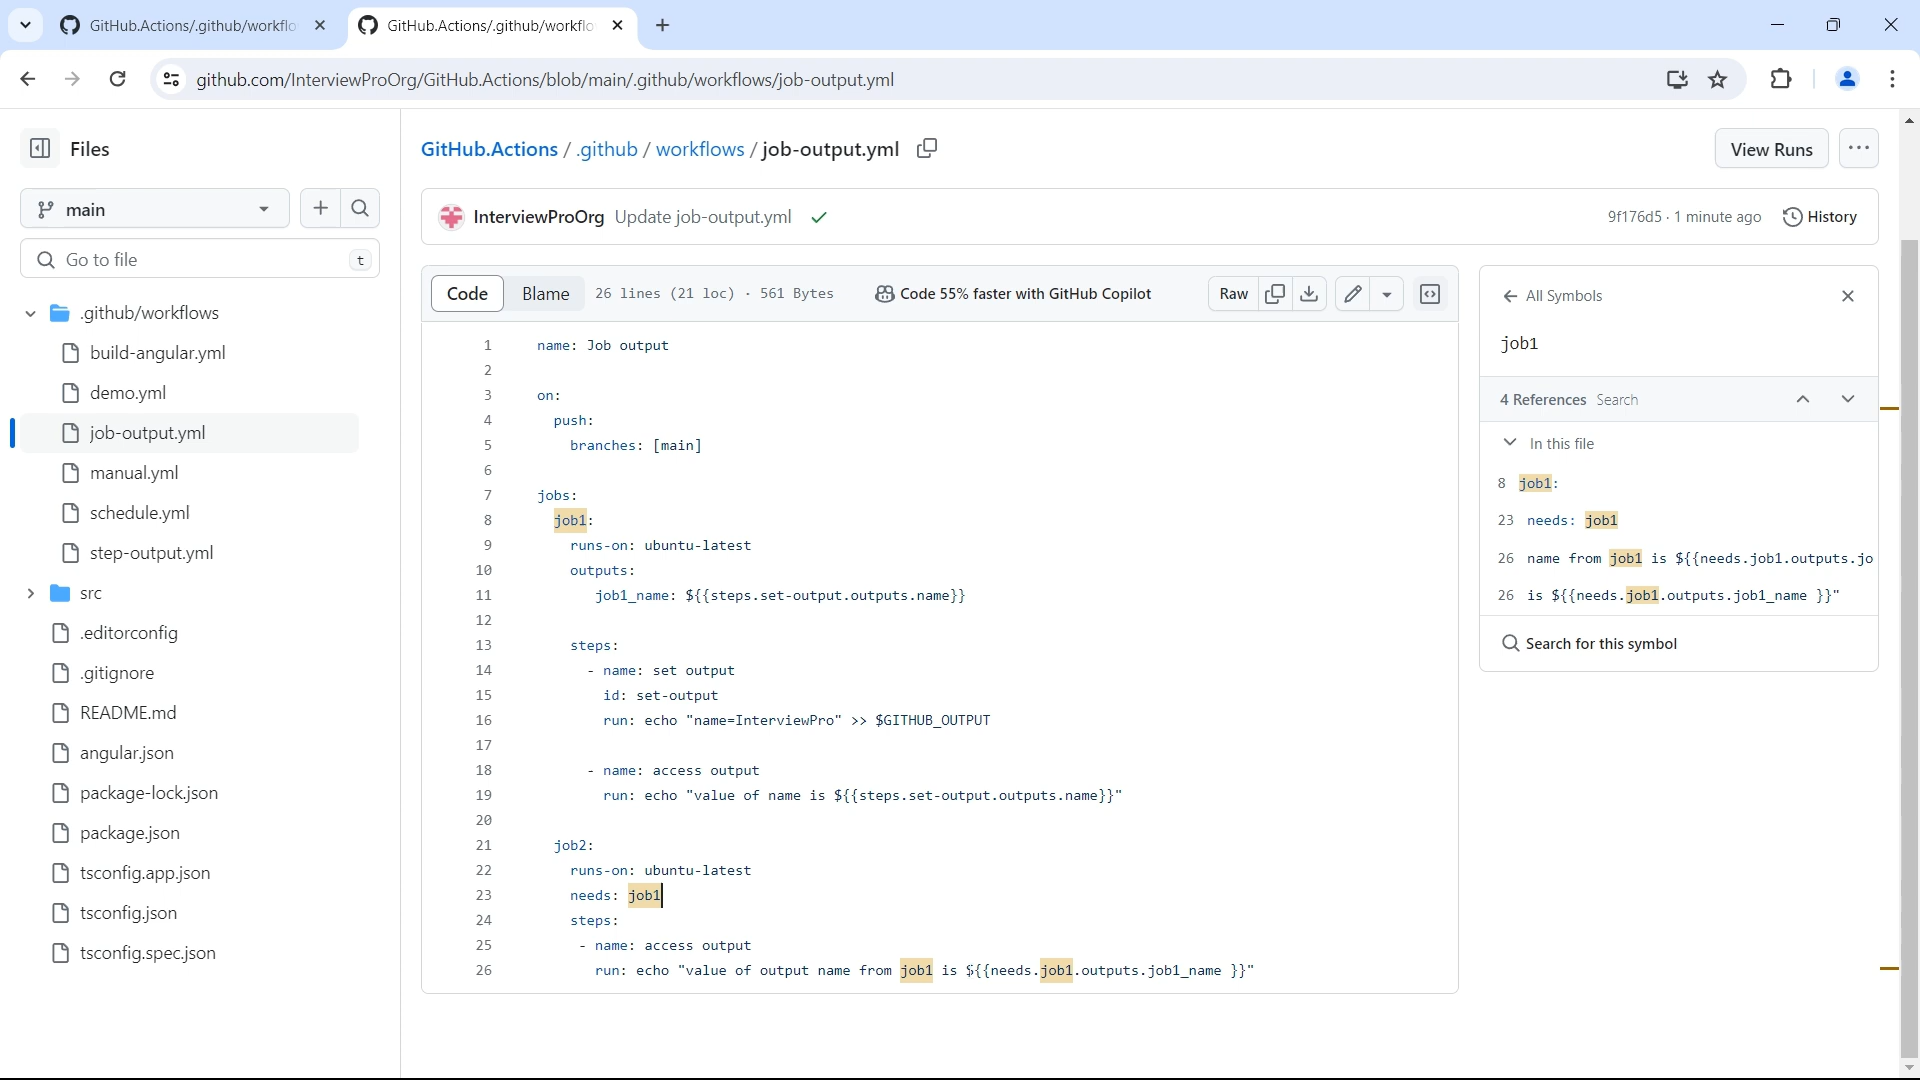 GitHub.Actions/.github/workflo
GitHub.Actions/.github/workflo
github.com/InterviewProOrg/GitHub.Actions/blob/main/.github/workflows/job-output.yml
Files
main
Go to file
t
.github/workflows
build-angular.yml
demo.yml
job-output.yml
manual.yml
schedule.yml
step-output.yml
src
.editorconfig
.gitignore
README.md
angular.json
package-lock.json
package.json
tsconfig.app.json
tsconfig.json
tsconfig.spec.json
GitHub.Actions / .github / workflows / job-output.yml
View Runs
InterviewProOrg Update job-output.yml
9f176d5 · 1 minute ago
History
Code
Blame
26 lines (21 loc) · 561 Bytes
Code 55% faster with GitHub Copilot
Raw
1 name: Job output
2
3 on:
4 push:
5 branches: [main]
6
7 jobs:
8 job1:
9 runs-on: ubuntu-latest
10 outputs:
11 job1_name: ${{steps.set-output.outputs.name}}
12
13 steps:
14 - name: set output
15 id: set-output
16 run: echo "name=InterviewPro" >> $GITHUB_OUTPUT
17
18 - name: access output
19 run: echo "value of name is ${{steps.set-output.outputs.name}}"
20
21 job2:
22 runs-on: ubuntu-latest
23 needs: job1
24 steps:
25 - name: access output
26 run: echo "value of output name from job1 is ${{needs.job1.outputs.job1_name }}"
All Symbols
job1
4 References Search
In this file
8 job1:
23 needs: job1
26 name from job1 is ${{needs.job1.outputs.jo
26 is ${{needs.job1.outputs.job1_name }}"
Search for this symbol